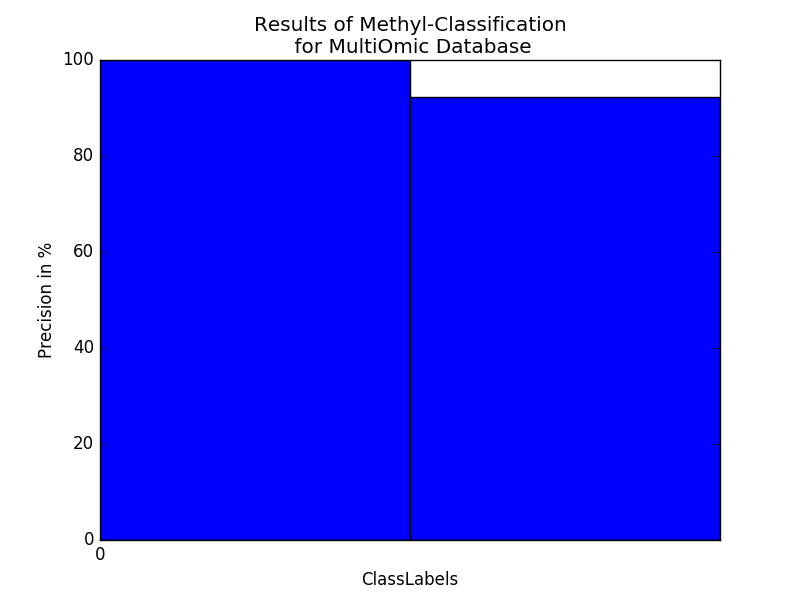 Results of Methyl-Classification
for MultiOmic Database
100
80
60
40
20
0
0
Precision in %
ClassLabels